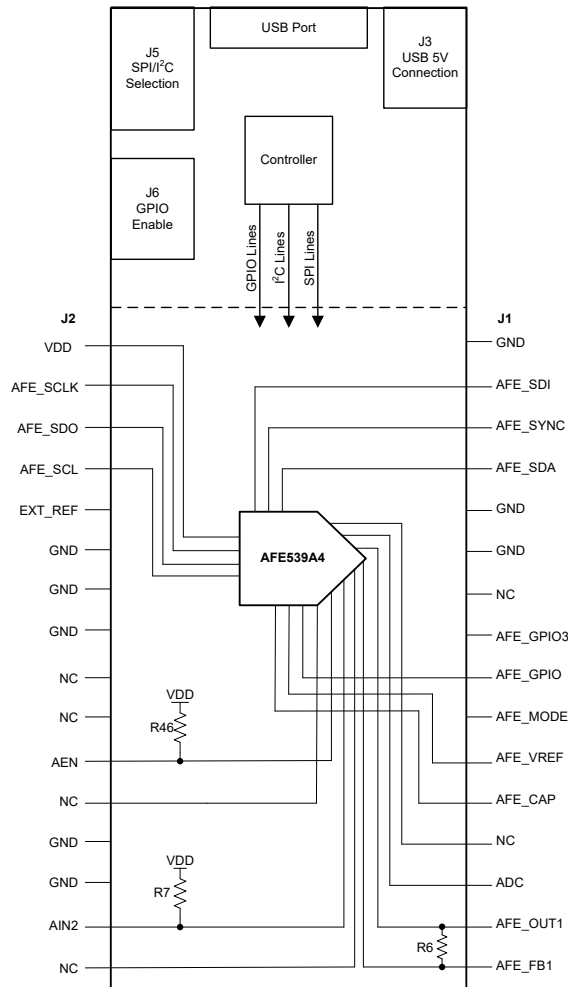 USB Port
J5
SPI/I²C
Selection
J3
USB 5V
Connection
Controller
J6
GPIO
Enable
GPIO Lines
I²C Lines
SPI Lines
J2
VDD
AFE_SCLK
AFE_SDO
AFE_SCL
EXT_REF
GND
GND
GND
NC
NC
AEN
NC
GND
GND
AIN2
NC
VDD
R46
VDD
R7
AFE539A4
J1
GND
AFE_SDI
AFE_SYNC
AFE_SDA
GND
GND
NC
AFE_GPIO3
AFE_GPIO
AFE_MODE
AFE_VREF
AFE_CAP
NC
ADC
AFE_OUT1
R6
AFE_FB1